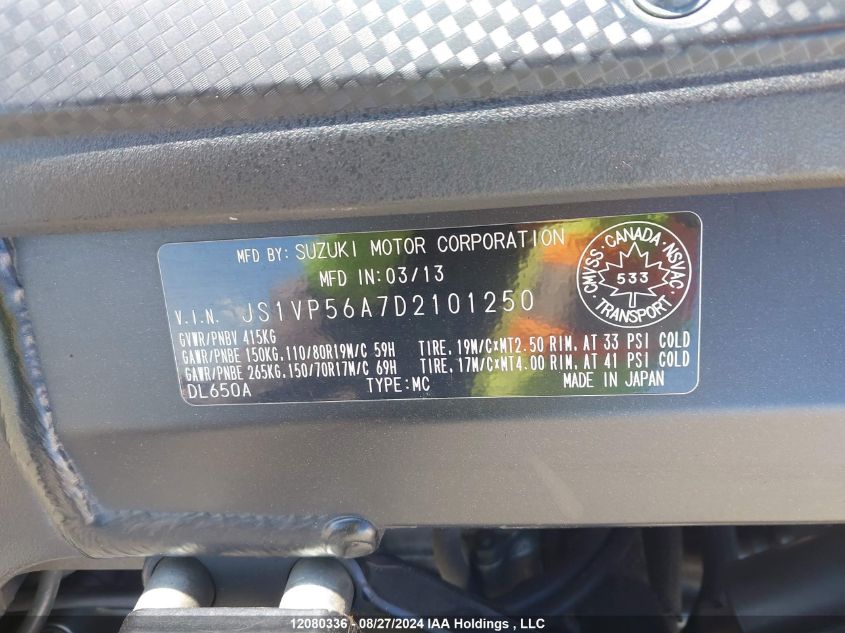 MFD BY: SUZUKI MOTOR CORPORATION
MFD IN: 03/13
V.I.N. JS1VP56A7D2101250
GVWR/PNBV 415KG
GAWR/PNBE 150KG,110/80R19M/C 59H TIRE, 19M/C×MT2.50 RIM, AT 33 PSI COLD
GAWR/PNBE 265KG,150/70R17M/C 69H TIRE, 17M/C×MT4.00 RIM, AT 41 PSI COLD
DL650A TYPE:MC MADE IN JAPAN
CMVSS · CANADA · NSVAC
533
· TRANSPORT ·
12080336 - 08/27/2024 IAA Holdings , LLC